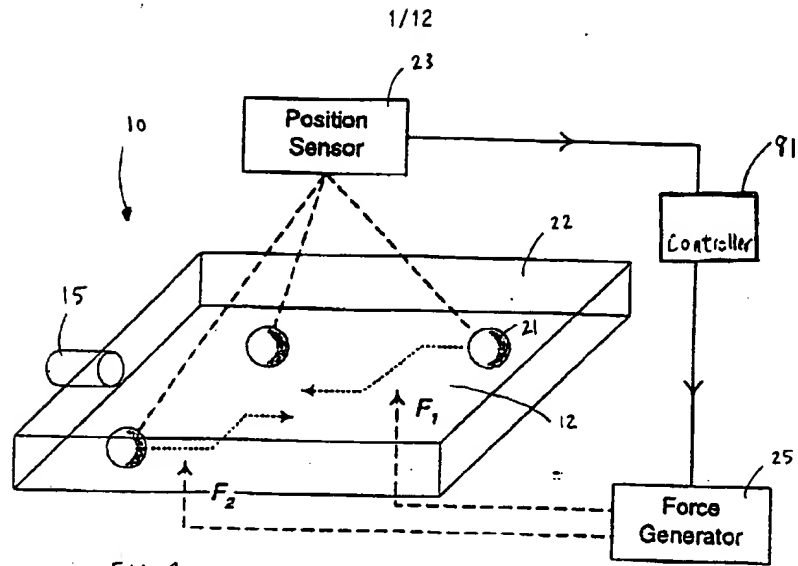 1/12
23
Position
Sensor
10
91
Controller
22
15
21
F1
12
25
F2
Force
Generator